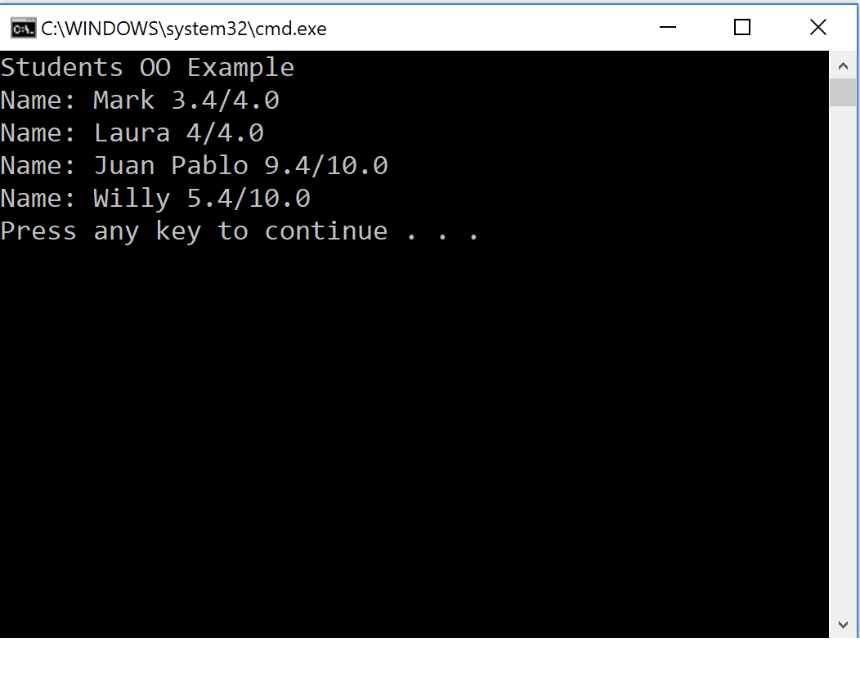 C:\WINDOWS\system32\cmd.exe
Students OO Example
Name: Mark 3.4/4.0
Name: Laura 4/4.0
Name: Juan Pablo 9.4/10.0
Name: Willy 5.4/10.0
Press any key to continue . . .